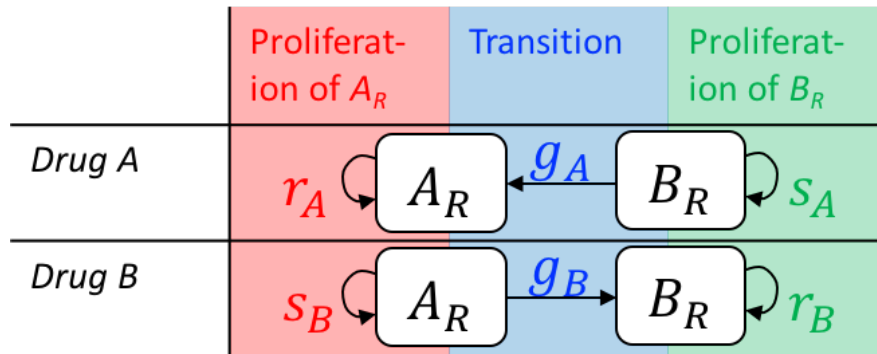 Proliferat- Transition Proliferat-
ion of A_R ion of B_R
Drug A
r_A A_R g_A B_R s_A
Drug B
s_B A_R g_B B_R r_B